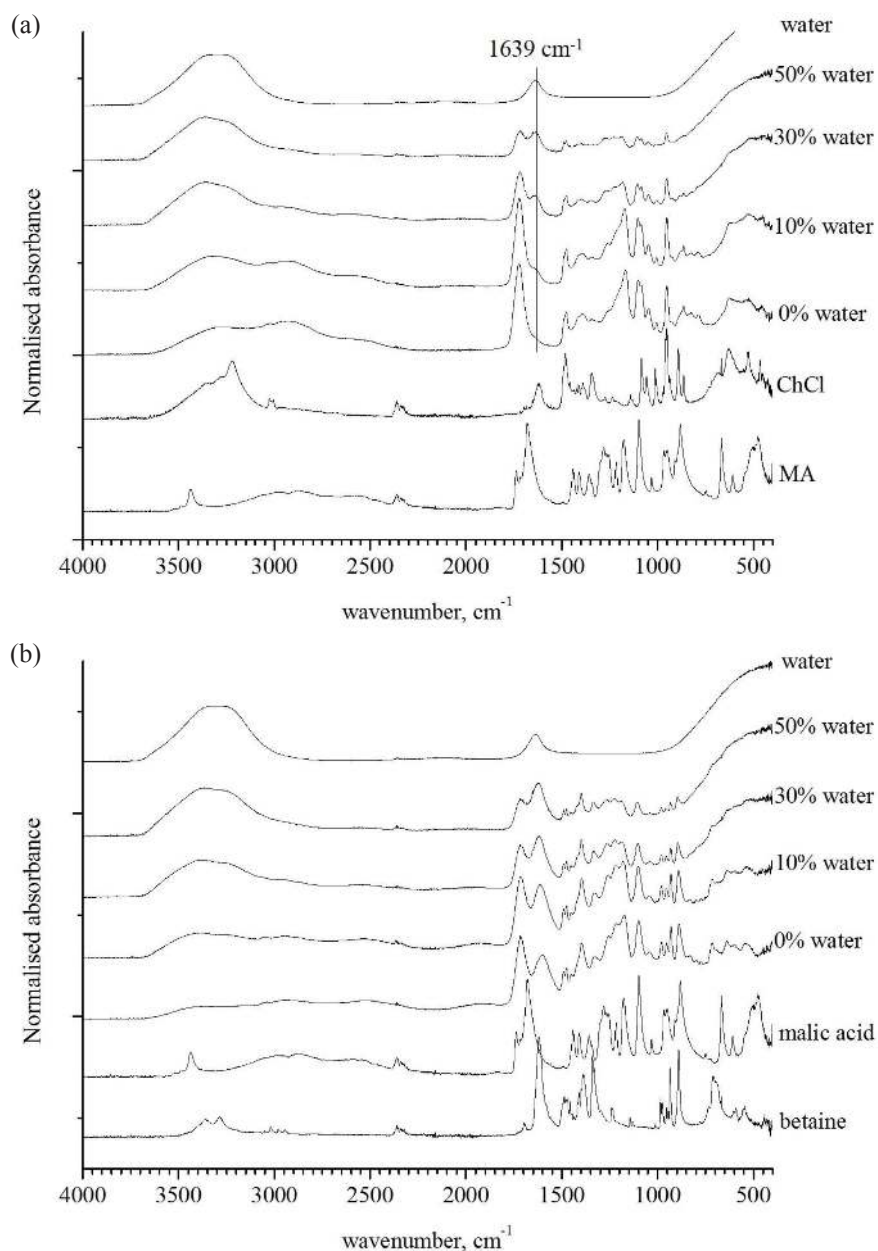 (a)
1639 cm-1
water
50% water
30% water
10% water
0% water
ChCl
MA
Normalised absorbance
4000 3500 3000 2500 2000 1500 1000 500
wavenumber, cm-1
(b)
water
50% water
30% water
10% water
0% water
malic acid
betaine
Normalised absorbance
4000 3500 3000 2500 2000 1500 1000 500
wavenumber, cm-1